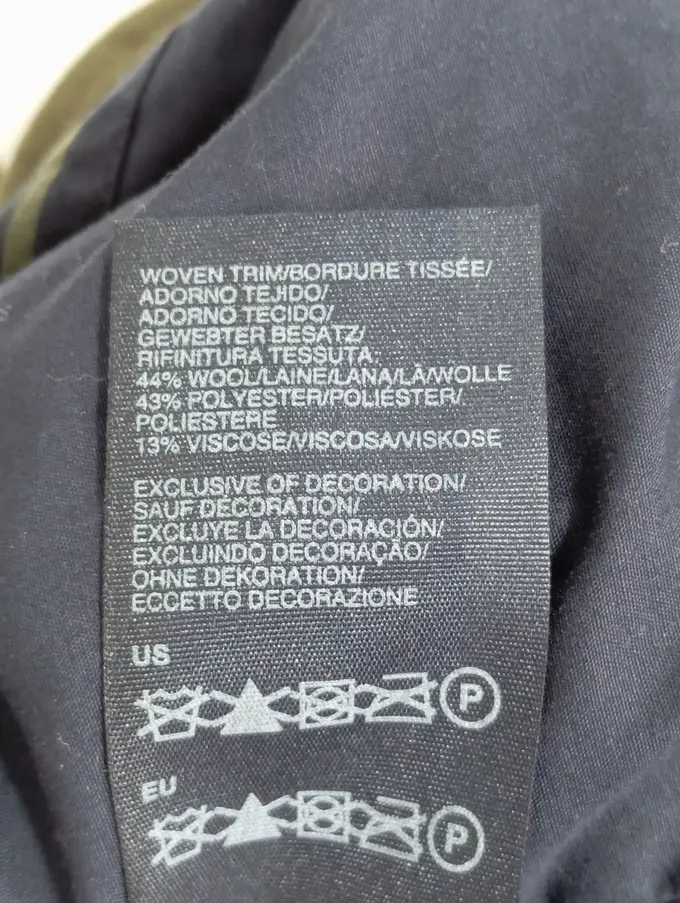 WOVEN TRIM/BORDURE TISSÉE/
ADORNO TEJIDO/
ADORNO TECIDO/
GEWEBTER BESATZ/
RIFINITURA TESSUTA:
44% WOOL/LAINE/LANA/LÃ/WOLLE
43% POLYESTER/POLIÉSTER/
POLIESTERE
13% VISCOSE/VISCOSA/VISKOSE
EXCLUSIVE OF DECORATION/
SAUF DÉCORATION/
EXCLUYE LA DECORACIÓN/
EXCLUINDO DECORAÇÃO/
OHNE DEKORATION/
ECCETTO DECORAZIONE
US
P
EU
P